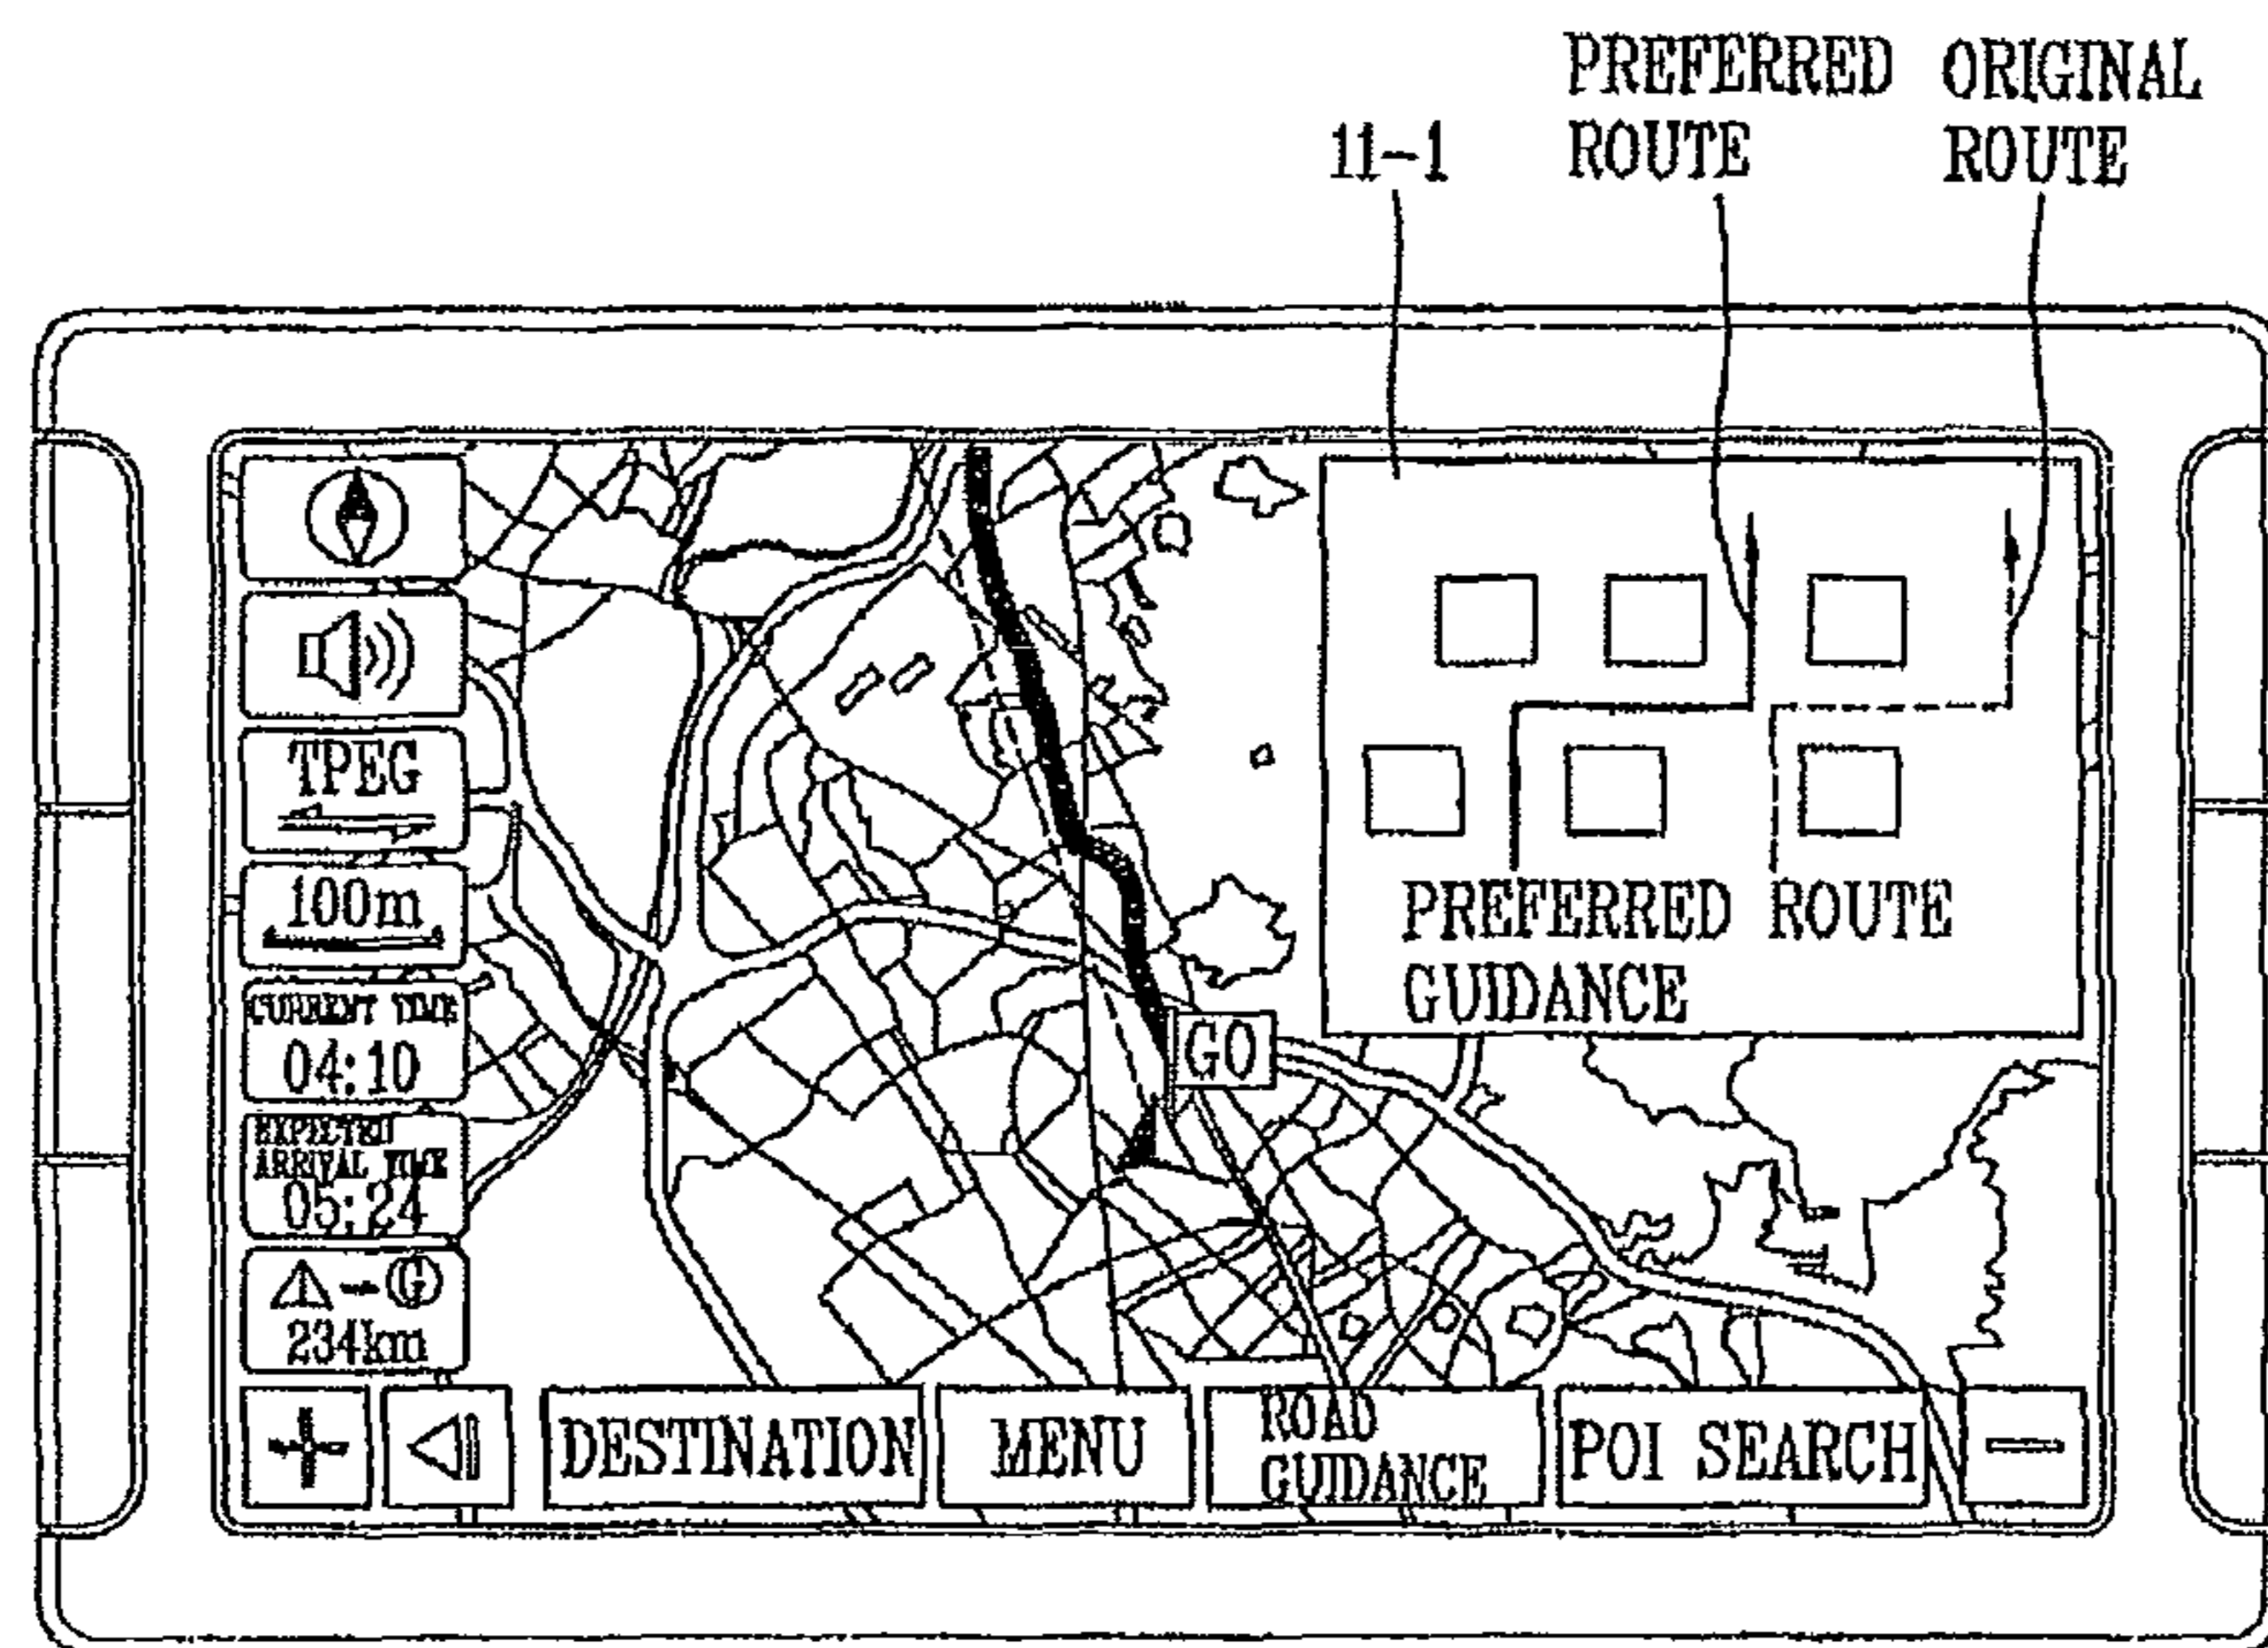 PREFERRED ORIGINAL
11-1 ROUTE ROUTE
TPEG
100m
CURRENT TIME
04:10
EXPECTED
ARRIVAL TIME
05:24
G
234km
PREFERRED ROUTE
GUIDANCE
GO
DESTINATION
MENU
ROAD
GUIDANCE
POI SEARCH